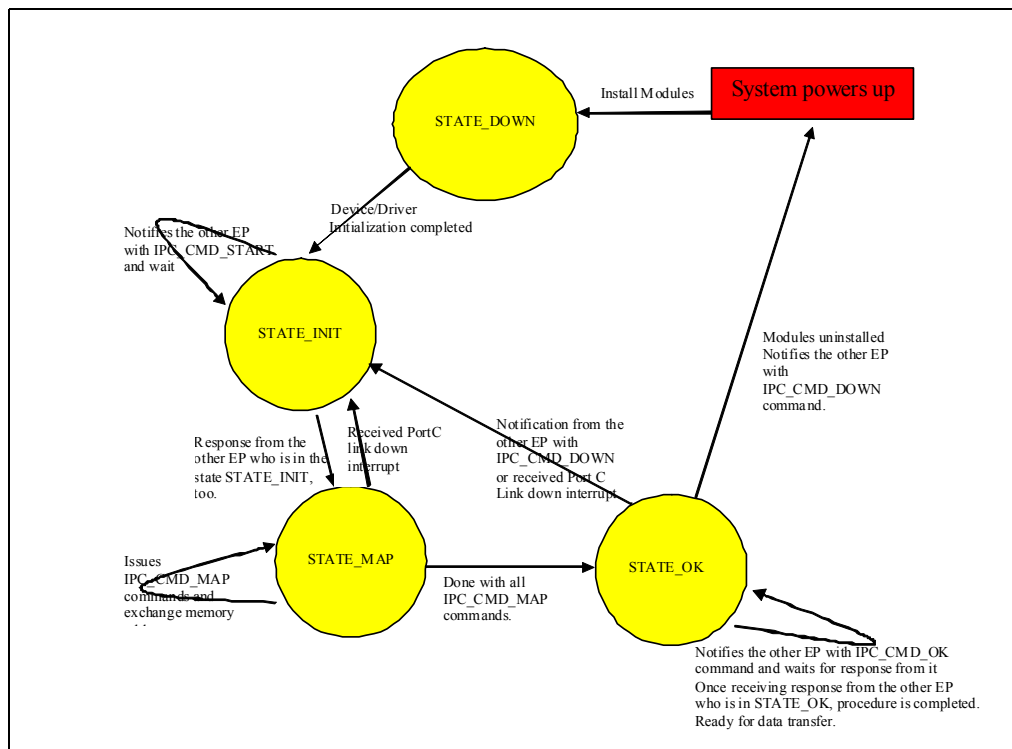 System powers up
Install Modules
STATE_DOWN
Device/Driver
Initialization completed
Notifies the other EP
with IPC_CMD_START
and wait
STATE_INIT
Modules uninstalled
Notifies the other EP
with
IPC_CMD_DOWN
command.
Response from the
other EP who is in the
state STATE_INIT,
too.
Received PortC
link down
interrupt
Notification from the
other EP with
IPC_CMD_DOWN
or received Port C
Link down interrupt
STATE_MAP
STATE_OK
Issues
IPC_CMD_MAP
commands and
exchange memory
Done with all
IPC_CMD_MAP
commands.
Notifies the other EP with IPC_CMD_OK
command and waits for response from it
Once receiving response from the other EP
who is in STATE_OK, procedure is completed.
Ready for data transfer.